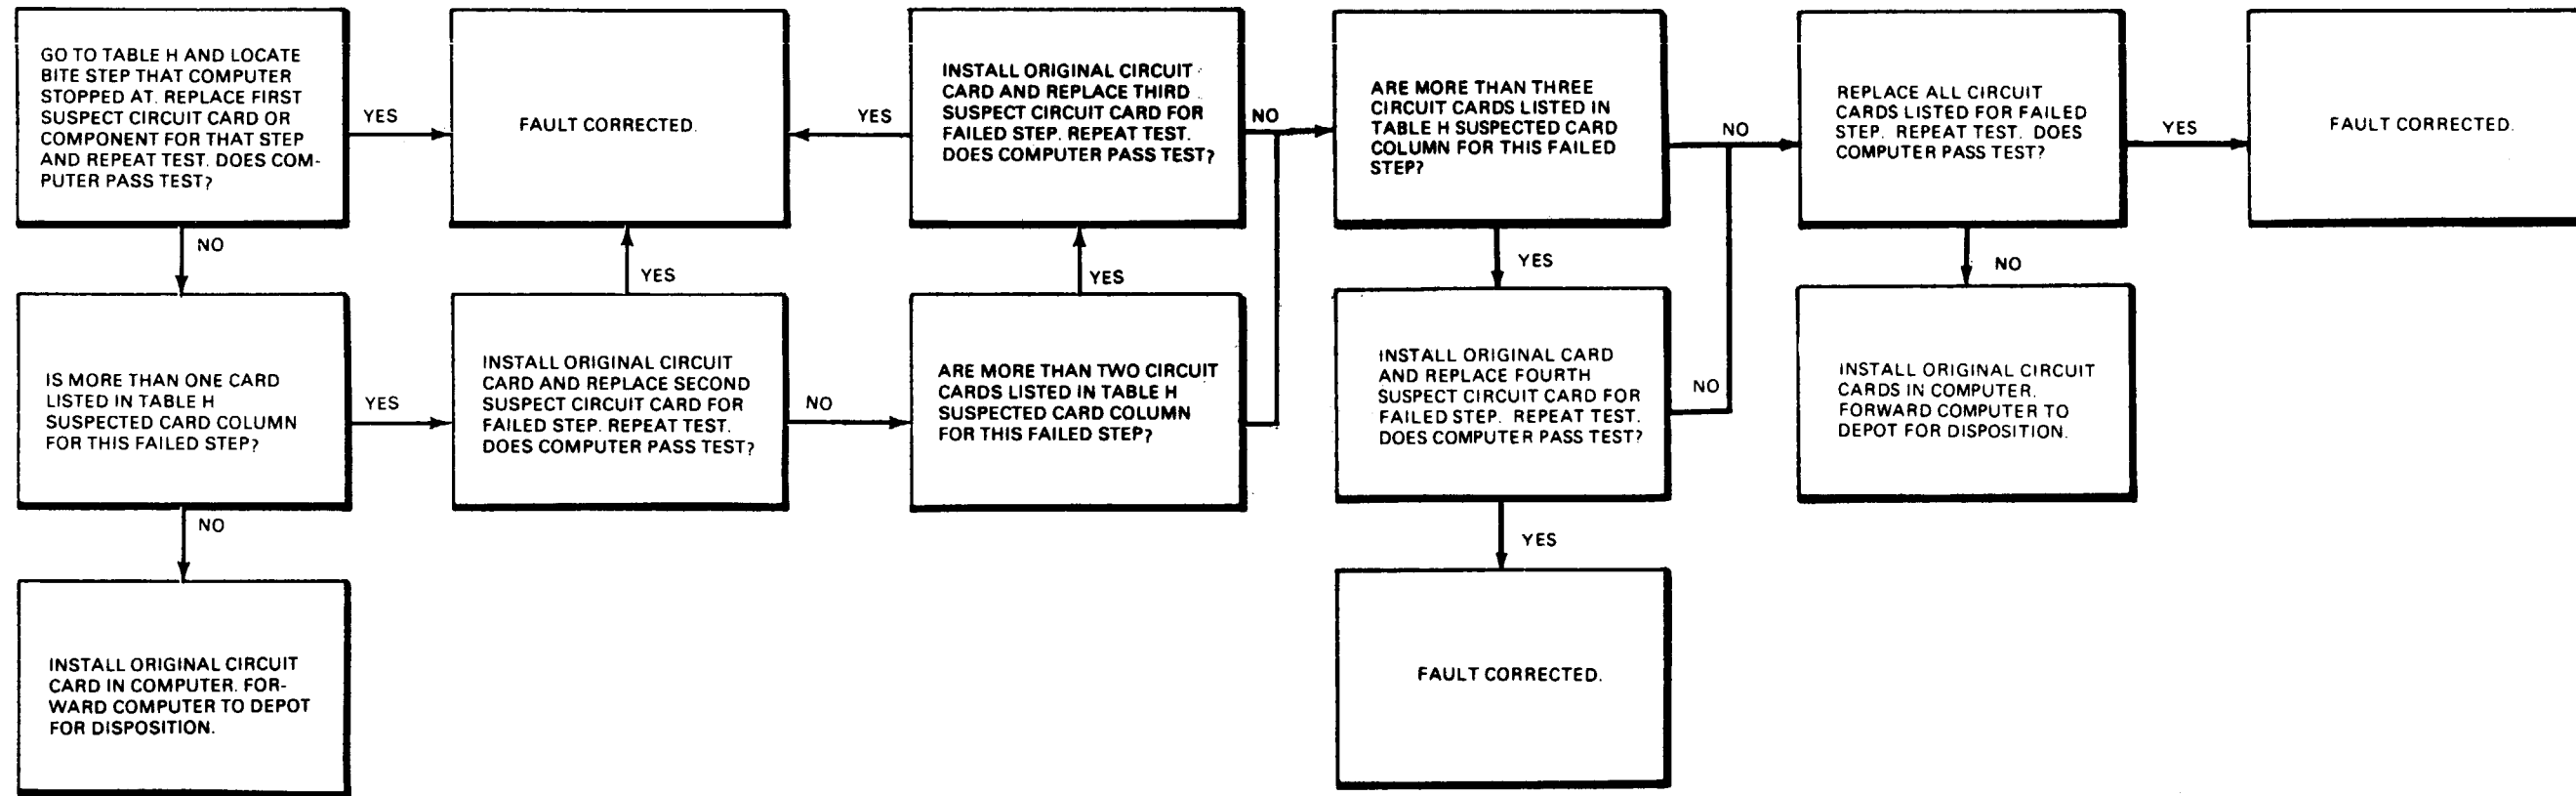 GO TO TABLE H AND LOCATE
BITE STEP THAT COMPUTER
STOPPED AT. REPLACE FIRST
SUSPECT CIRCUIT CARD OR
COMPONENT FOR THAT STEP
AND REPEAT TEST. DOES COM-
PUTER PASS TEST?
YES
NO
FAULT CORRECTED.
YES
YES
INSTALL ORIGINAL CIRCUIT
CARD AND REPLACE THIRD
SUSPECT CIRCUIT CARD FOR
FAILED STEP. REPEAT TEST.
DOES COMPUTER PASS TEST?
NO
YES
ARE MORE THAN THREE
CIRCUIT CARDS LISTED IN
TABLE H SUSPECTED CARD
COLUMN FOR THIS FAILED
STEP?
NO
YES
REPLACE ALL CIRCUIT
CARDS LISTED FOR FAILED
STEP. REPEAT TEST. DOES
COMPUTER PASS TEST?
YES
NO
FAULT CORRECTED.
IS MORE THAN ONE CARD
LISTED IN TABLE H
SUSPECTED CARD COLUMN
FOR THIS FAILED STEP?
YES
NO
INSTALL ORIGINAL CIRCUIT
CARD AND REPLACE SECOND
SUSPECT CIRCUIT CARD FOR
FAILED STEP. REPEAT TEST.
DOES COMPUTER PASS TEST?
NO
ARE MORE THAN TWO CIRCUIT
CARDS LISTED IN TABLE H
SUSPECTED CARD COLUMN
FOR THIS FAILED STEP?
INSTALL ORIGINAL CARD
AND REPLACE FOURTH
SUSPECT CIRCUIT CARD FOR
FAILED STEP. REPEAT TEST.
DOES COMPUTER PASS TEST?
NO
YES
INSTALL ORIGINAL CIRCUIT
CARDS IN COMPUTER.
FORWARD COMPUTER TO
DEPOT FOR DISPOSITION.
INSTALL ORIGINAL CIRCUIT
CARD IN COMPUTER. FOR-
WARD COMPUTER TO DEPOT
FOR DISPOSITION.
FAULT CORRECTED.